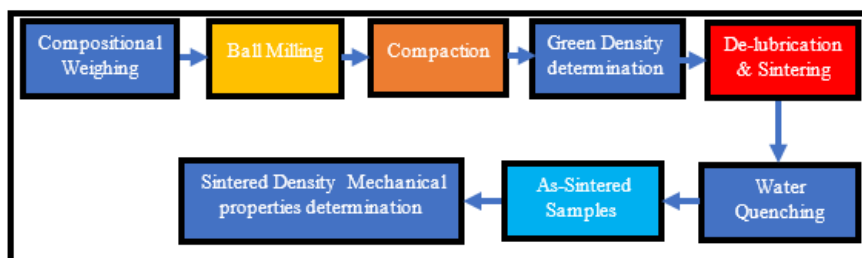 Compositional
Weighing
Ball Milling
Compaction
Green Density
determination
De-lubrication
& Sintering
Water
Quenching
As-Sintered
Samples
Sintered Density Mechanical
properties determination